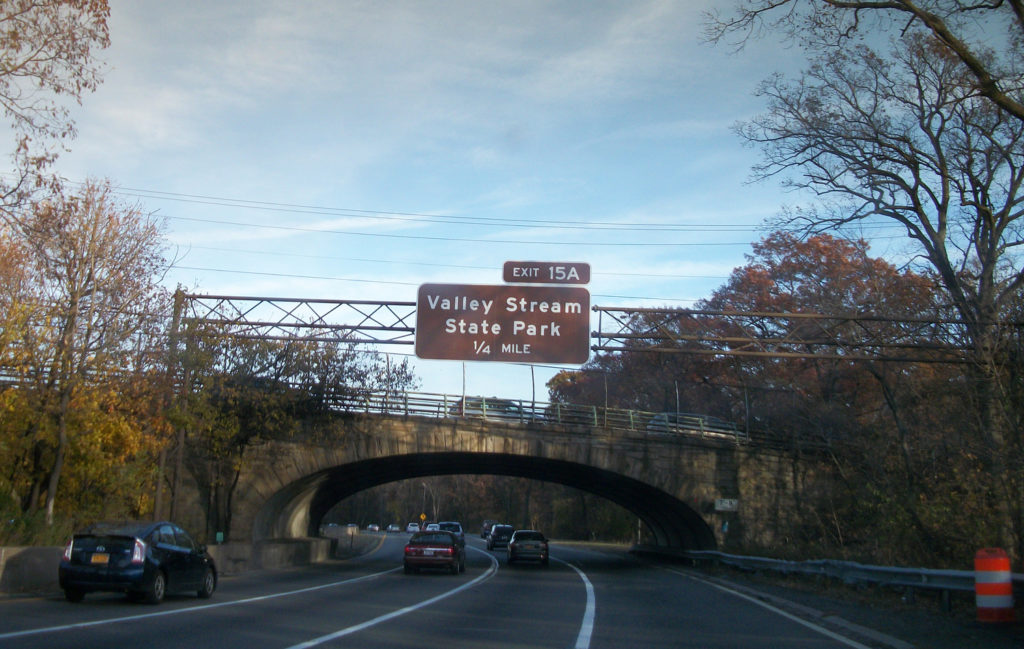 EXIT 15A
Valley Stream
State Park
1/4 MILE